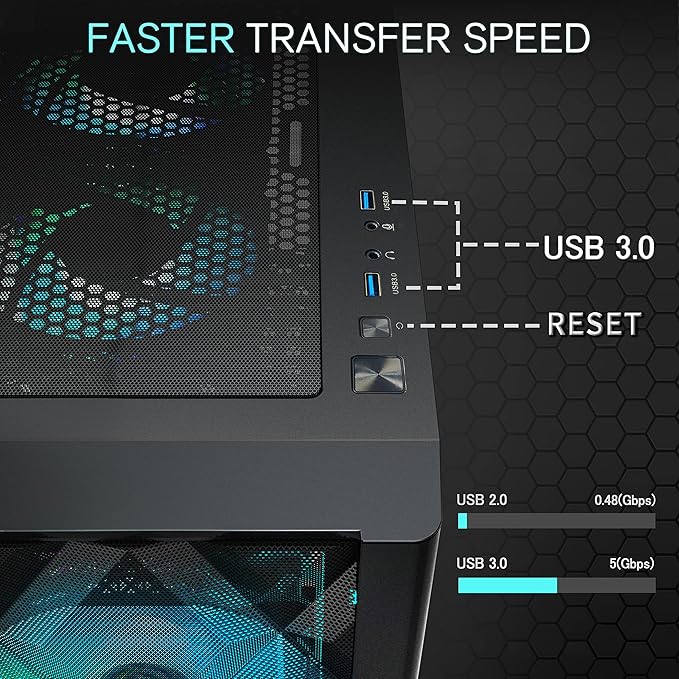 FASTER TRANSFER SPEED
USB3.0
USB3.0
USB 3.0
RESET
USB 2.0 0.48(Gbps)
USB 3.0 5(Gbps)